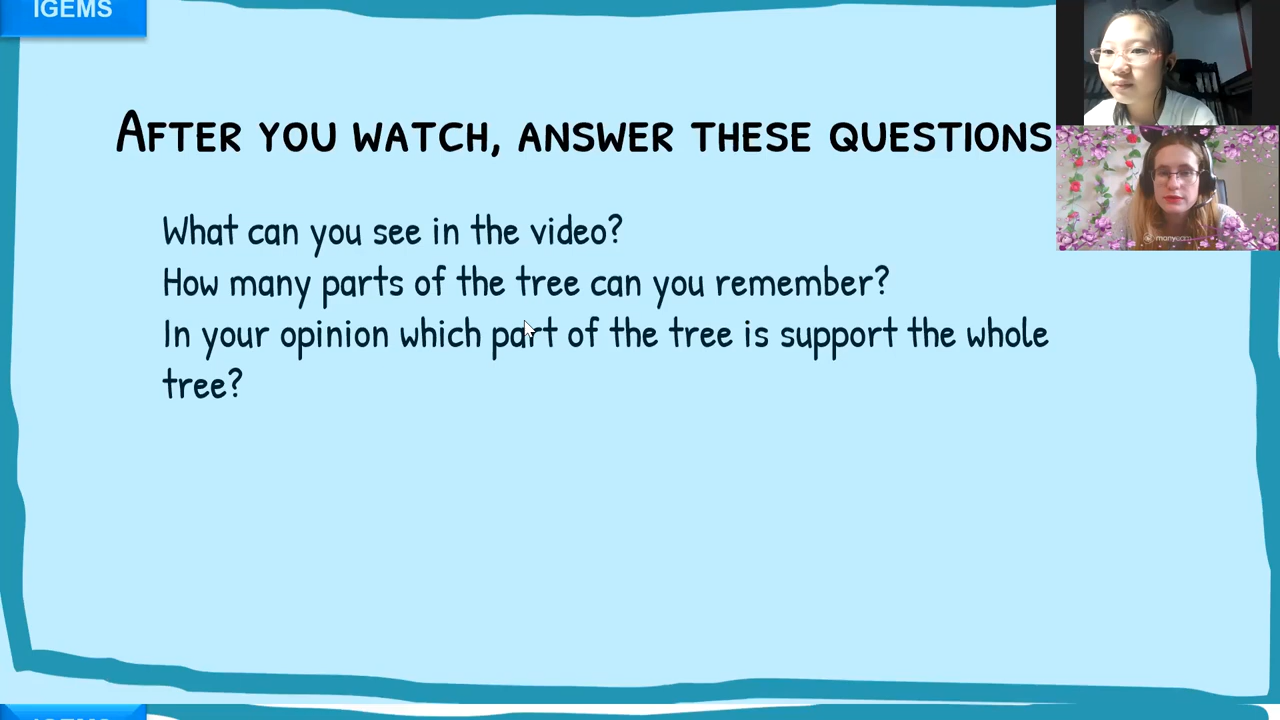 IGEMS
AFTER YOU WATCH, ANSWER THESE QUESTIONS
What can you see in the video?
How many parts of the tree can you remember?
In your opinion which part of the tree is support the whole
tree?
manycam